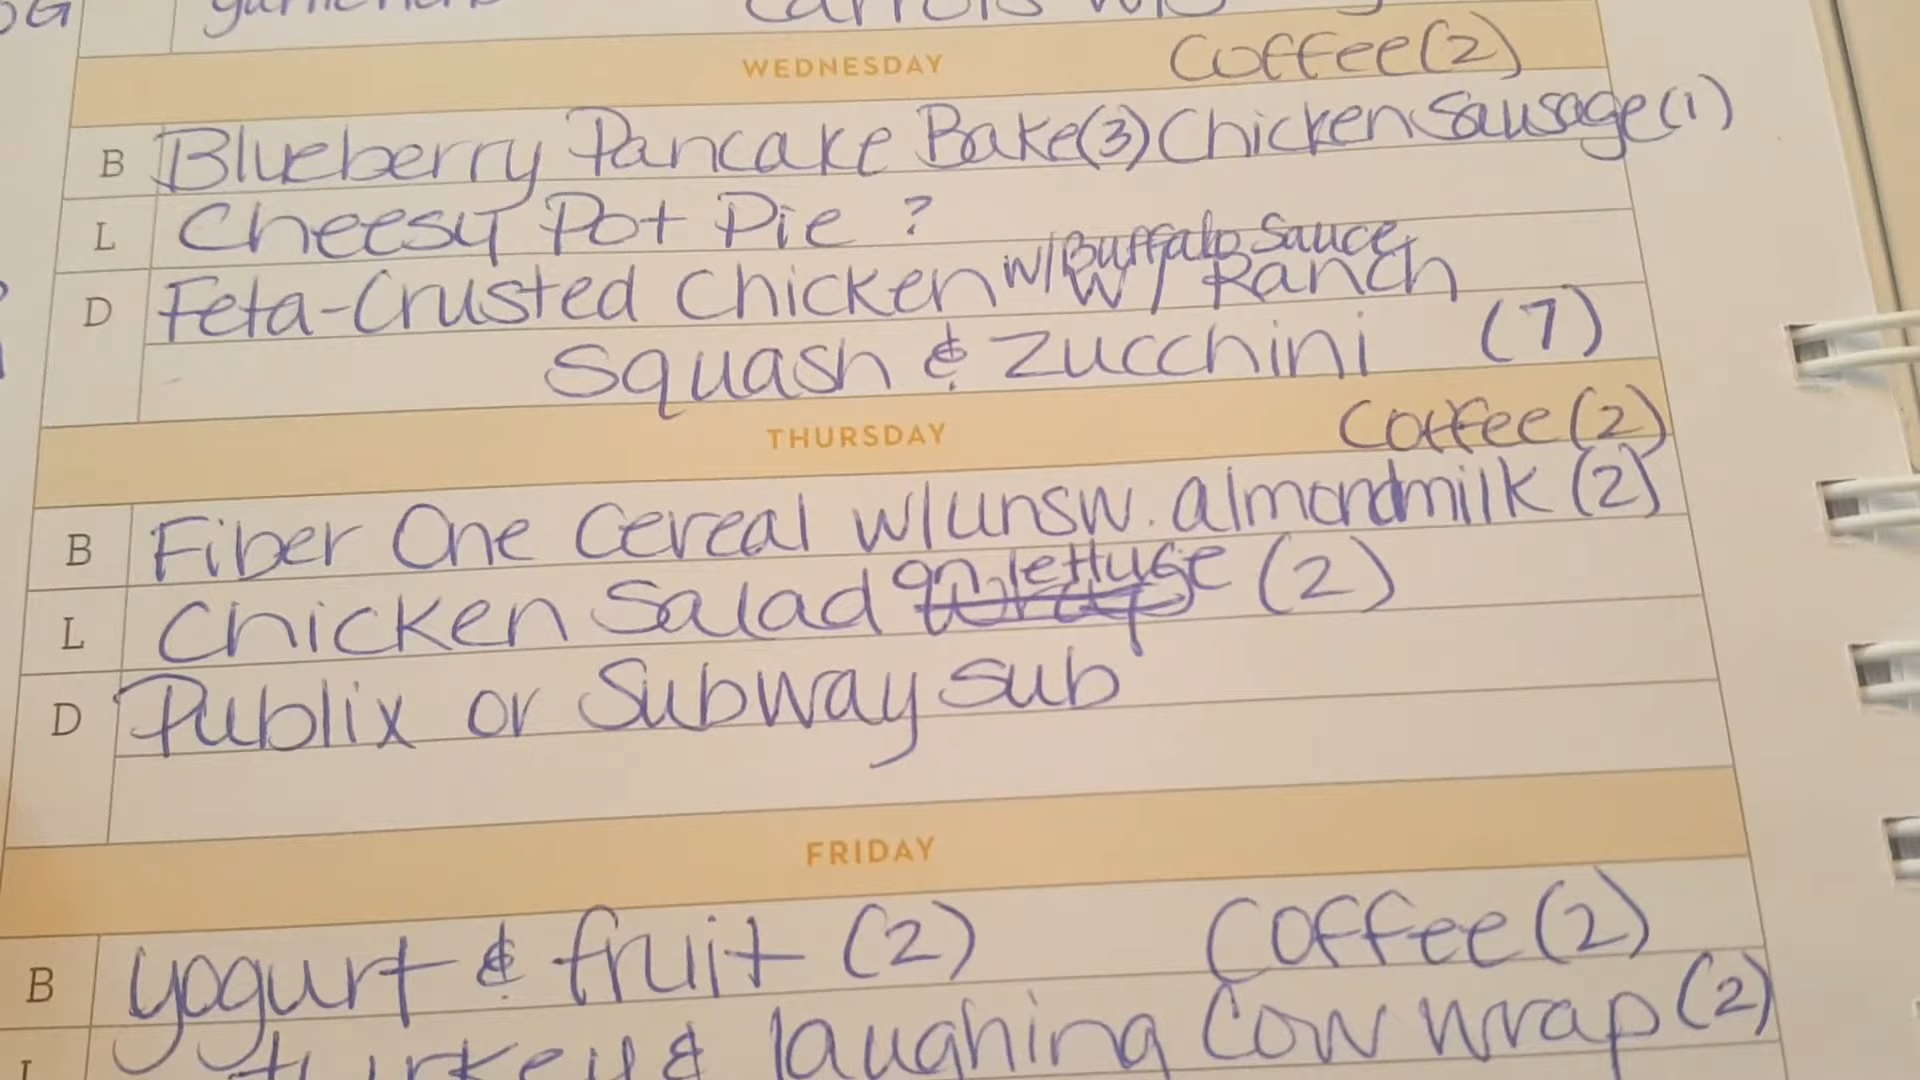 WEDNESDAY Coffee (2)
B Blueberry Pancake Bake (3) Chicken Sausage (1)
L Cheesy Pot Pie ?
w/ Buffalo Sauce
D Feta-Crusted Chicken w/ Ranch
Squash & Zucchini (7)
THURSDAY Coffee (2)
B Fiber One Cereal w/unsw. almondmilk (2)
L Chicken Salad on lettuce (2)
D Publix or Subway sub
FRIDAY
B yogurt & fruit (2) Coffee (2)
L turkey & laughing Cow wrap (2)